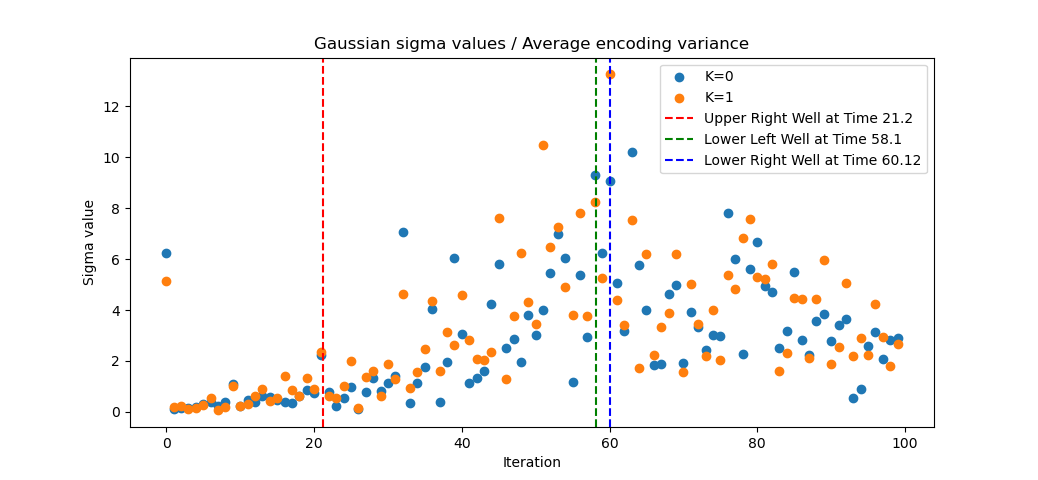 Gaussian sigma values / Average encoding variance
K=0
K=1
Upper Right Well at Time 21.2
Lower Left Well at Time 58.1
Lower Right Well at Time 60.12
Sigma value
12
10
8
6
4
2
0
0 20 40 60 80 100
Iteration